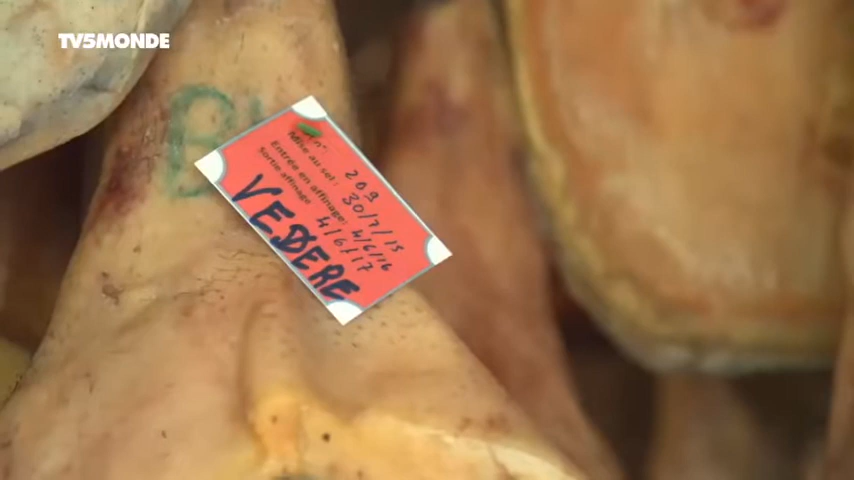 TV5MONDE
B
n° 209
Mise au sel : 30/7/15
Entrée en affinage: 4/6/16
Sortie affinage 4/6/17
VEDERE